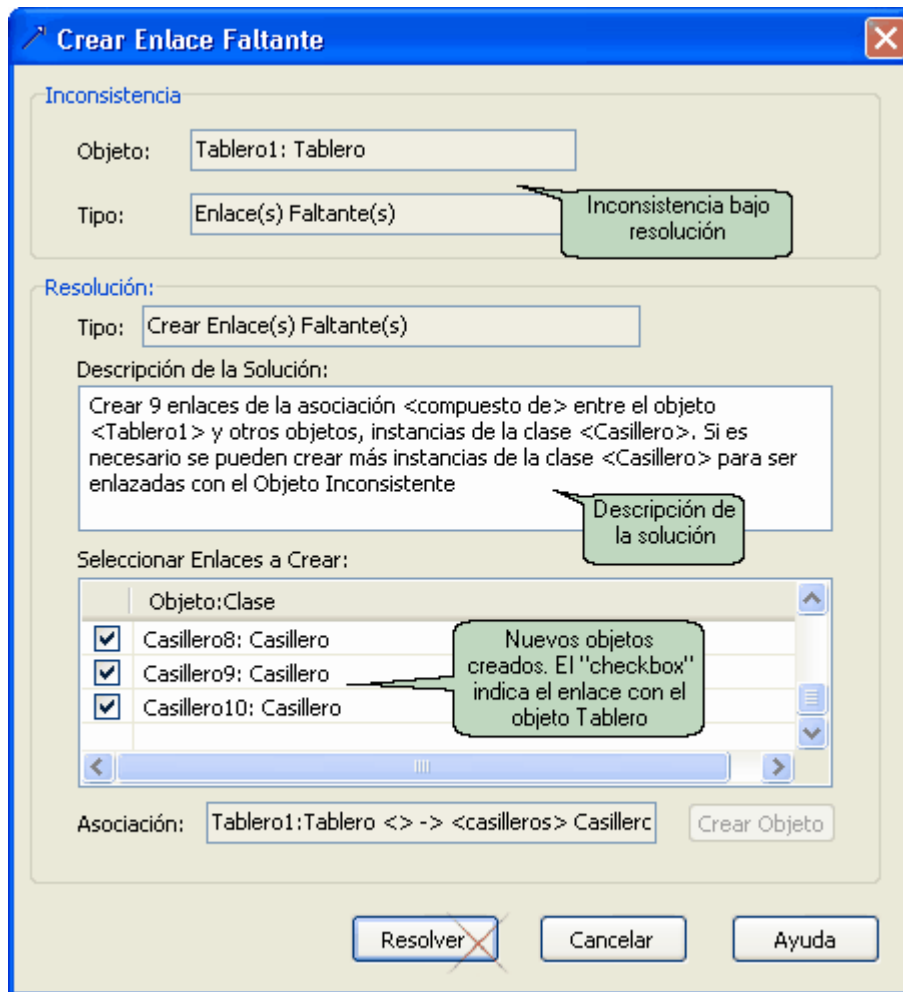 Crear Enlace Faltante
Inconsistencia
Objeto: Tablero1: Tablero
Tipo: Enlace(s) Faltante(s)
Inconsistencia bajo
resolución
Resolución:
Tipo: Crear Enlace(s) Faltante(s)
Descripción de la Solución:
Crear 9 enlaces de la asociación <compuesto de> entre el objeto
<Tablero1> y otros objetos, instancias de la clase <Casillero>. Si es
necesario se pueden crear más instancias de la clase <Casillero> para ser
enlazadas con el Objeto Inconsistente
Descripción de
la solución
Seleccionar Enlaces a Crear:
Objeto:Clase
Casillero8: Casillero
Casillero9: Casillero
Casillero10: Casillero
Nuevos objetos
creados. El "checkbox"
indica el enlace con el
objeto Tablero
Asociación: Tablero1:Tablero <> -> <casilleros> Casillerc
Crear Objeto
Resolver Cancelar Ayuda